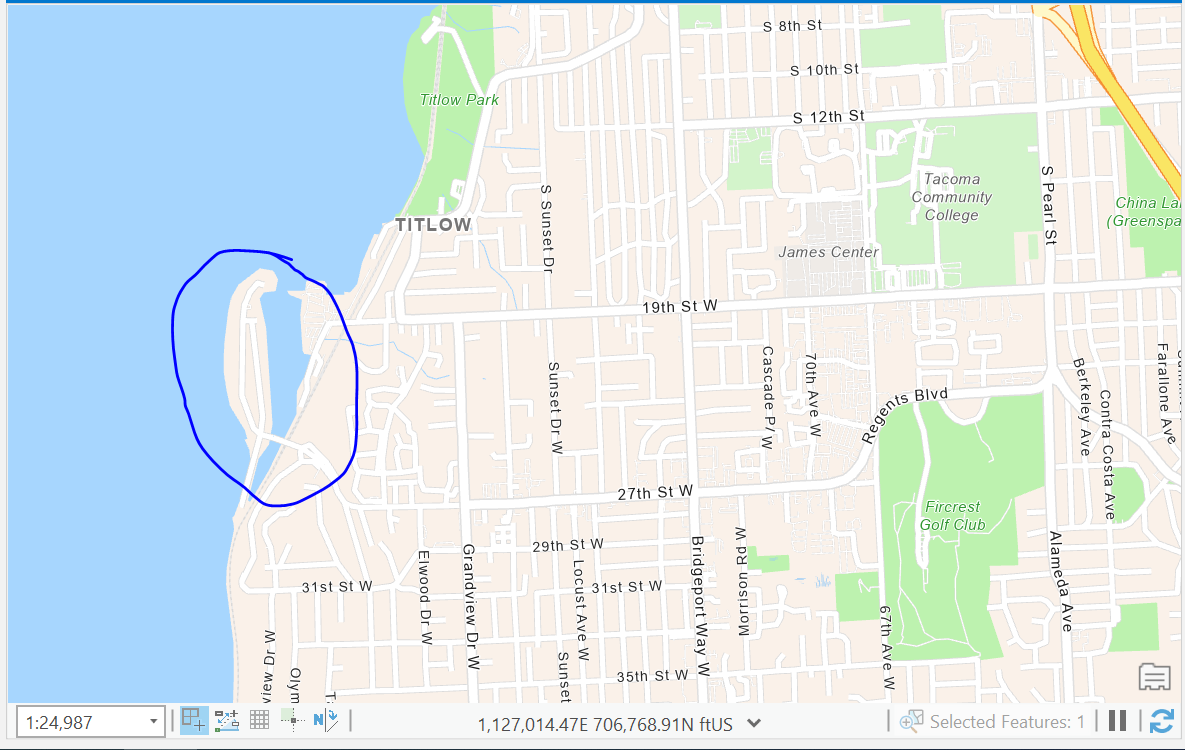 S 8th St
S 10th St
Titlow Park
S 12th St
Tacoma
Community
College
S Pearl St
S Sunset Dr
TITLOW
James Center
(Greenspa
19th St W
Sunset Dr W
70th Ave W
Regents Blvd
Berkeley Ave
Contra Costa Ave
Farallone Ave
27th St W
Fircrest
Golf Club
29th St W
31st St W
31st St W
Elwood Dr W
Grandview Dr W
Locust Ave W
Bridgeport Way W
Morrison Rd W
67th Ave W
Alameda Ave
view Dr W
Olym
Sunset
35th St W
1:24,987
1,127,014.47E 706,768.91N ftUS
Selected Features: 1